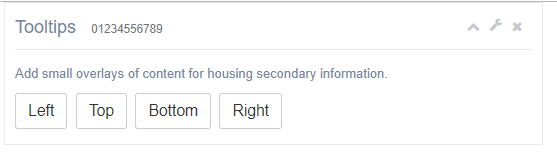 Tooltips 01234556789
Add small overlays of content for housing secondary information.
Left Top Bottom Right